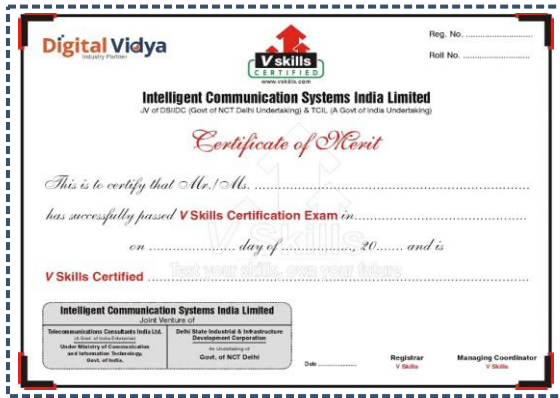 Digital Vidya
Industry Partner
V skills
CERTIFIED
www.vskills.com
Reg. No. ............................
Roll No. ............................
Intelligent Communication Systems India Limited
JV of DSIIDC (Govt of NCT Delhi Undertaking) & TCIL (A Govt of India Undertaking)
Certificate of Merit
This is to certify that Mr./Ms. ............................
has successfully passed V Skills Certification Exam in............................
on ...................... day of ..................., 20....... and is
V Skills
Test your skills, own your future
V Skills Certified ............................
Intelligent Communication Systems India Limited
Joint Venture of
Telecommunications Consultants India Ltd.
(A Govt. of India Enterprise)
Under Ministry of Communication
and Information Technology,
Govt. of India.
Delhi State Industrial & Infrastructure
Development Corporation
An Undertaking of
Govt. of NCT Delhi
Date ....................
Registrar
V Skills
Managing Coordinator
V Skills